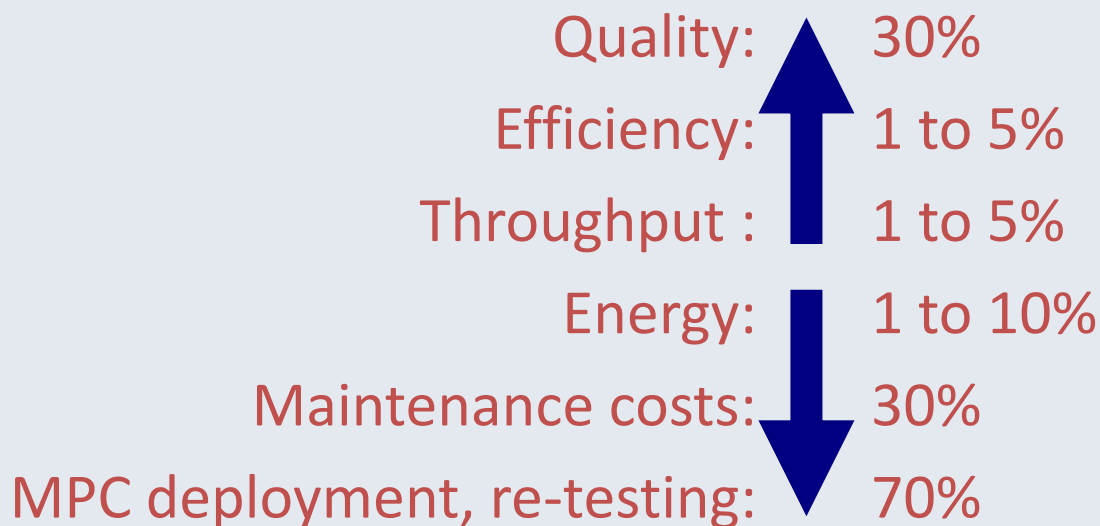 Quality: 30%
Efficiency: 1 to 5%
Throughput : 1 to 5%
Energy: 1 to 10%
Maintenance costs: 30%
MPC deployment, re-testing: 70%